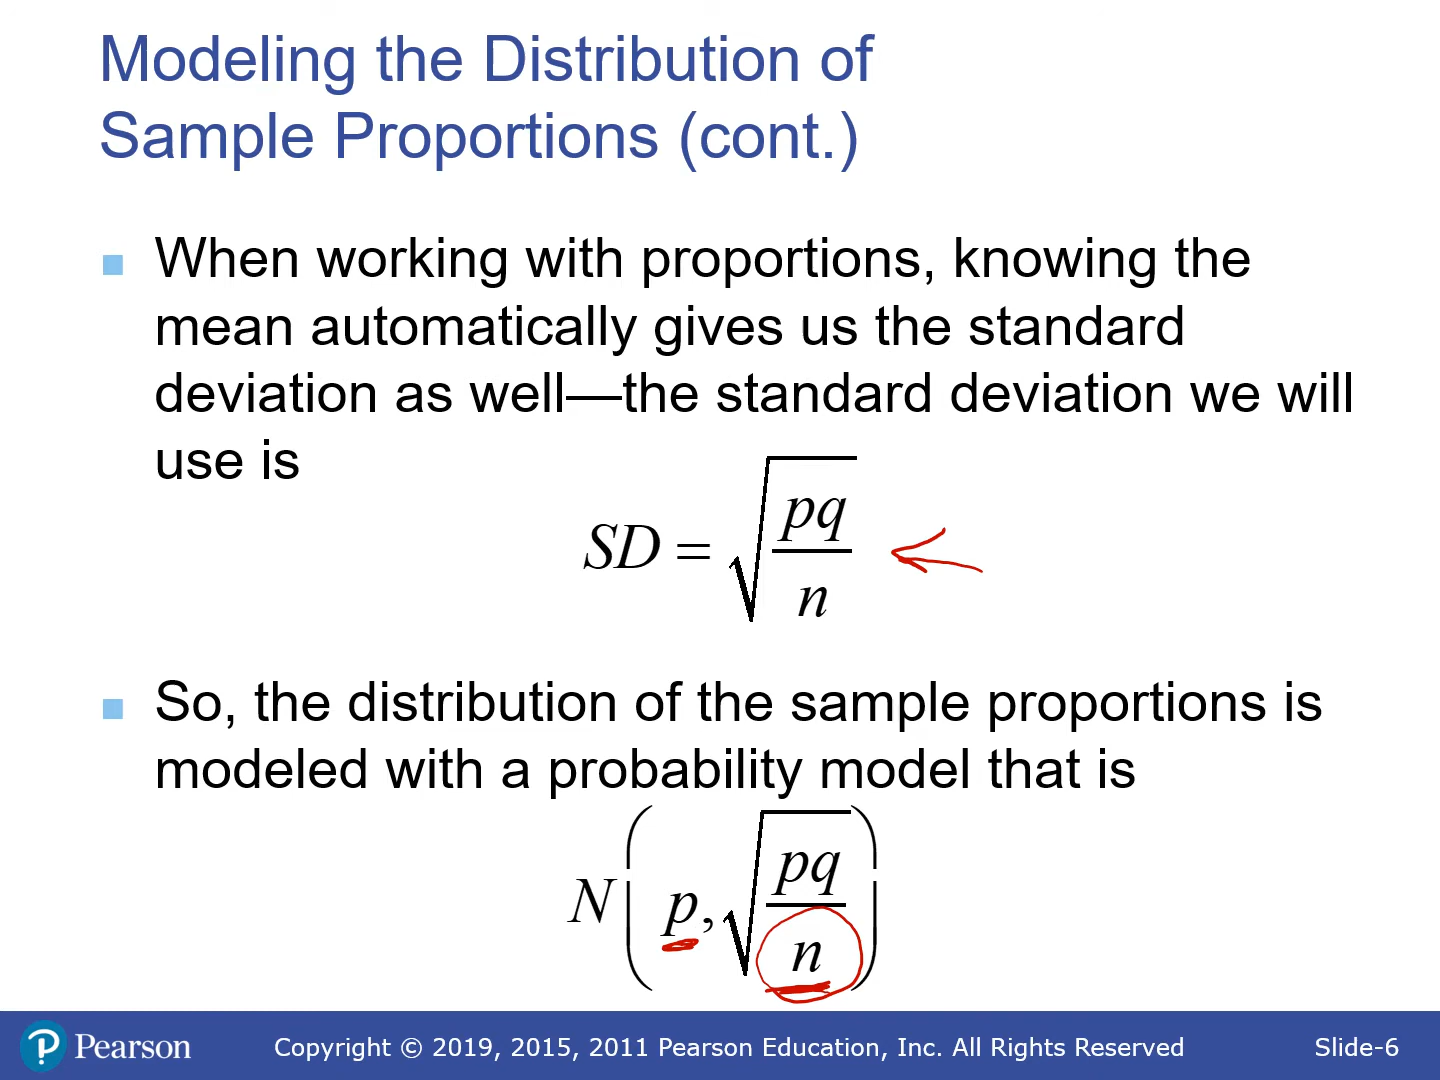 Modeling the Distribution of
Sample Proportions (cont.)
When working with proportions, knowing the
mean automatically gives us the standard
deviation as well—the standard deviation we will
use is
SD = √(pq/n)
So, the distribution of the sample proportions is
modeled with a probability model that is
N(p, √(pq/n))
Pearson Copyright © 2019, 2015, 2011 Pearson Education, Inc. All Rights Reserved Slide-6